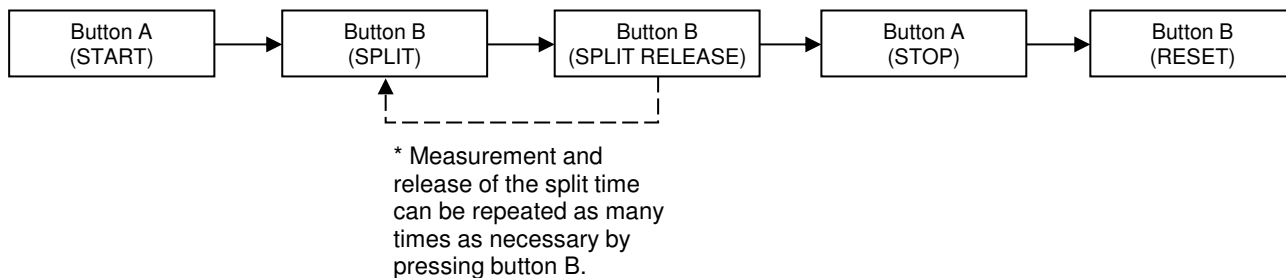 Button A
(START)
Button B
(SPLIT)
Button B
(SPLIT RELEASE)
Button A
(STOP)
Button B
(RESET)
* Measurement and
release of the split time
can be repeated as many
times as necessary by
pressing button B.